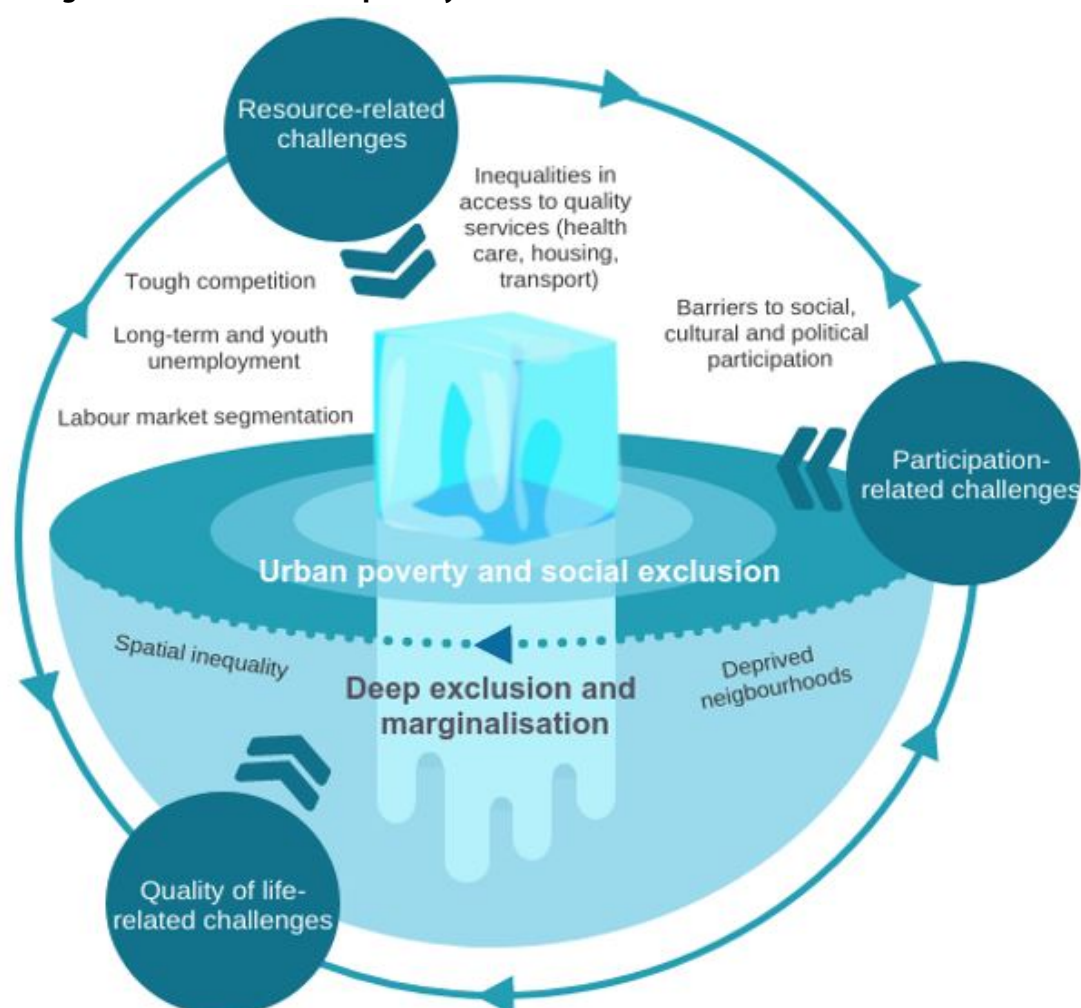 Resource-related
challenges
Inequalities in
access to quality
services (health
care, housing,
transport)
Tough competition
Long-term and youth
unemployment
Labour market segmentation
Barriers to social,
cultural and political
participation
Participation-
related challenges
Urban poverty and social exclusion
Spatial inequality
Deprived
neigbourhoods
Deep exclusion and
marginalisation
Quality of life-
related challenges